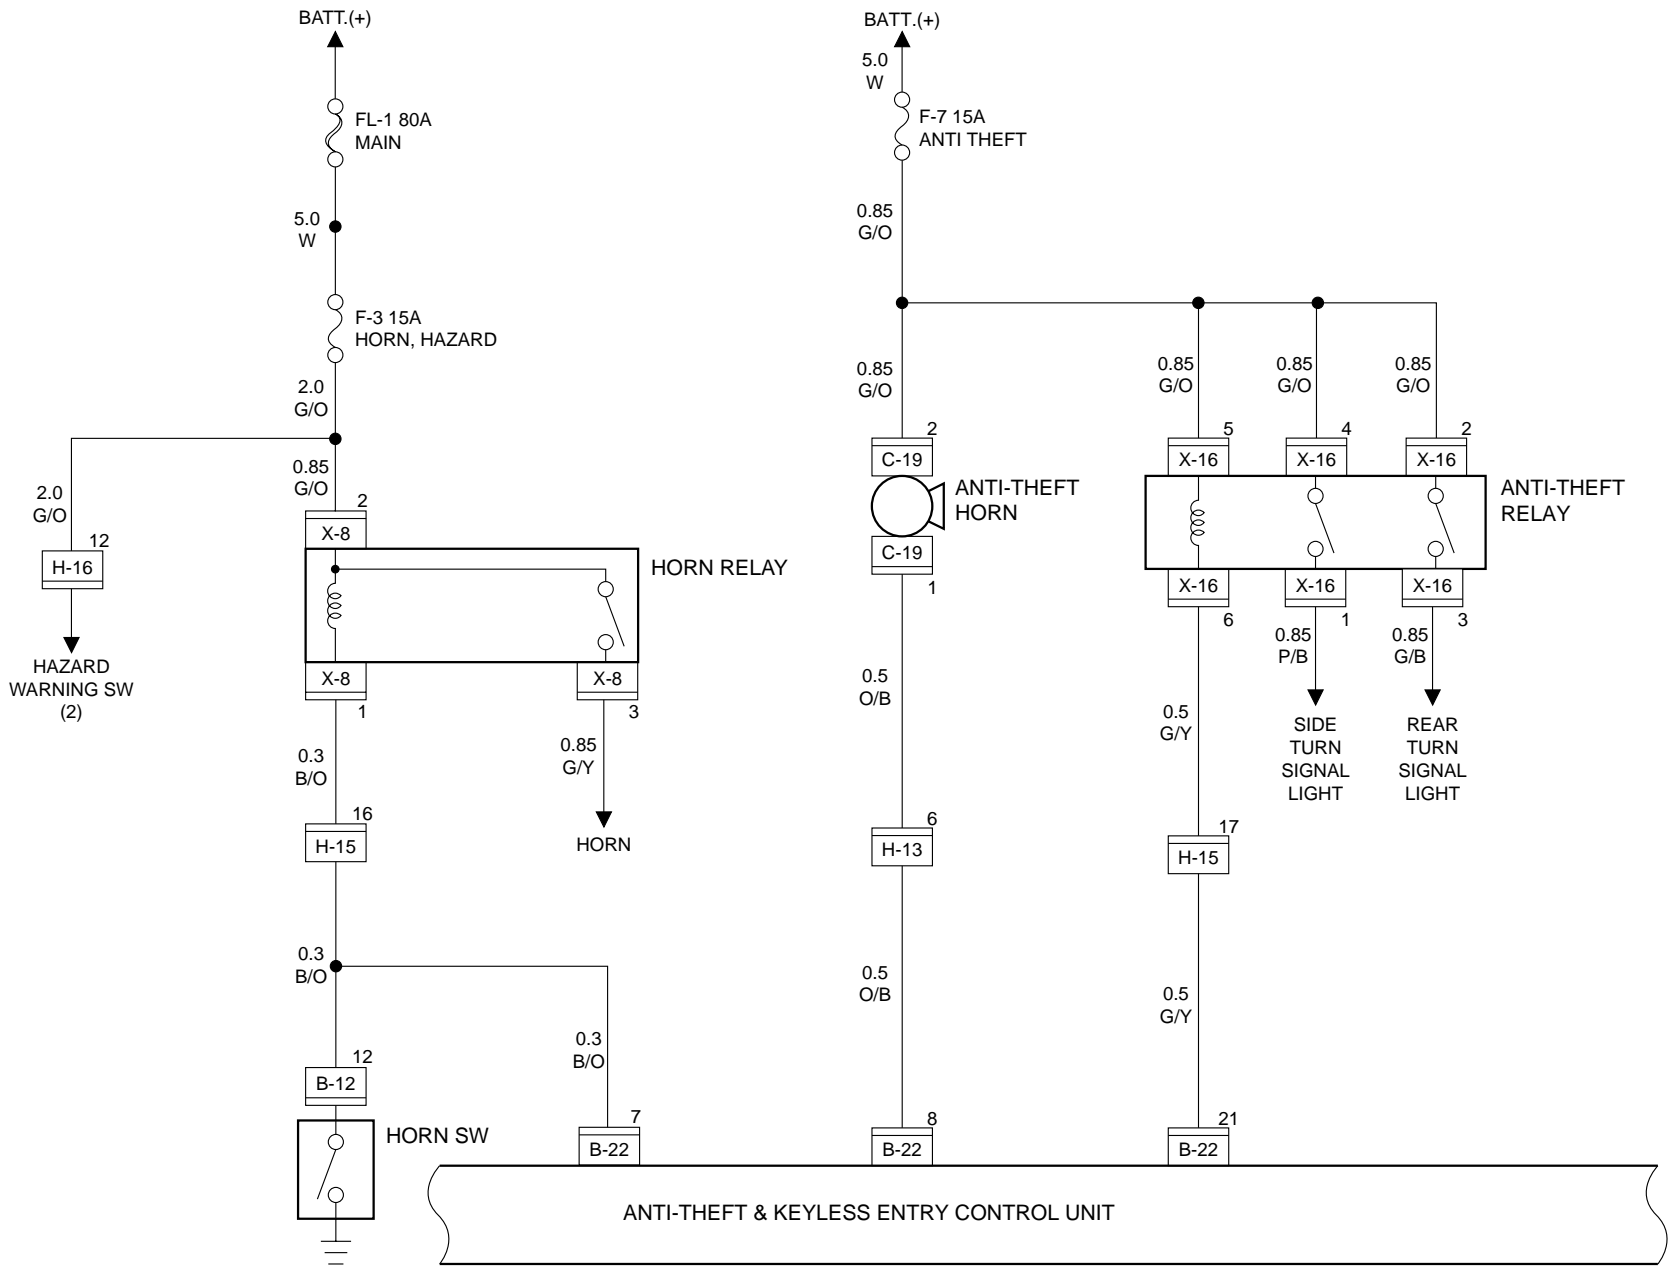 BATT.(+)
BATT.(+)
5.0
W
FL-1 80A
MAIN
F-7 15A
ANTI THEFT
5.0
W
0.85
G/O
F-3 15A
HORN, HAZARD
2.0
G/O
0.85
G/O
0.85
G/O
0.85
G/O
0.85
G/O
0.85
G/O
2
5
4
2
C-19
X-16
X-16
X-16
2.0
G/O
2
X-8
ANTI-THEFT
HORN
ANTI-THEFT
RELAY
12
H-16
HORN RELAY
C-19
1
X-16
X-16
X-16
6
1
3
HAZARD
WARNING SW
(2)
X-8
X-8
1
3
0.85
P/B
0.85
G/B
0.5
O/B
0.5
G/Y
0.3
B/O
0.85
G/Y
SIDE
TURN
SIGNAL
LIGHT
REAR
TURN
SIGNAL
LIGHT
16
H-15
HORN
6
H-13
17
H-15
0.3
B/O
0.5
O/B
0.5
G/Y
0.3
B/O
12
B-12
HORN SW
7
B-22
8
B-22
21
B-22
ANTI-THEFT & KEYLESS ENTRY CONTROL UNIT